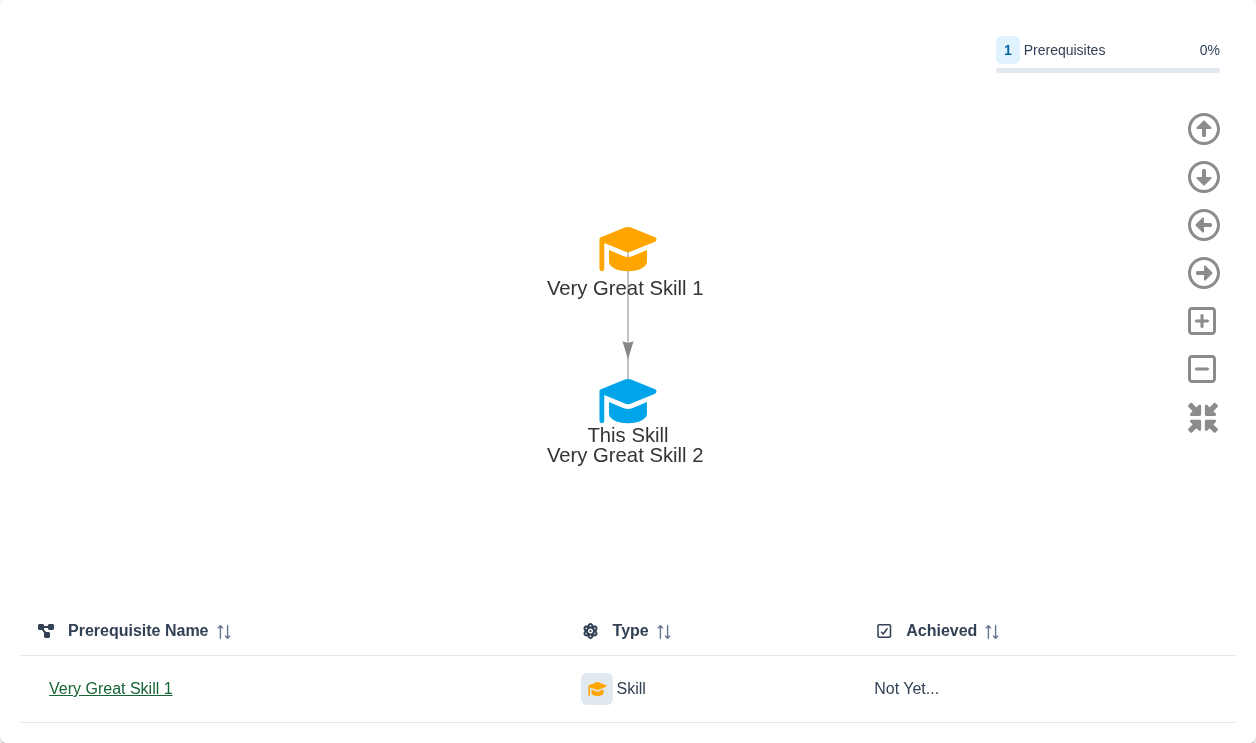 1 Prerequisites 0%
Very Great Skill 1
This Skill
Very Great Skill 2
Prerequisite Name Type Achieved
Very Great Skill 1 Skill Not Yet...